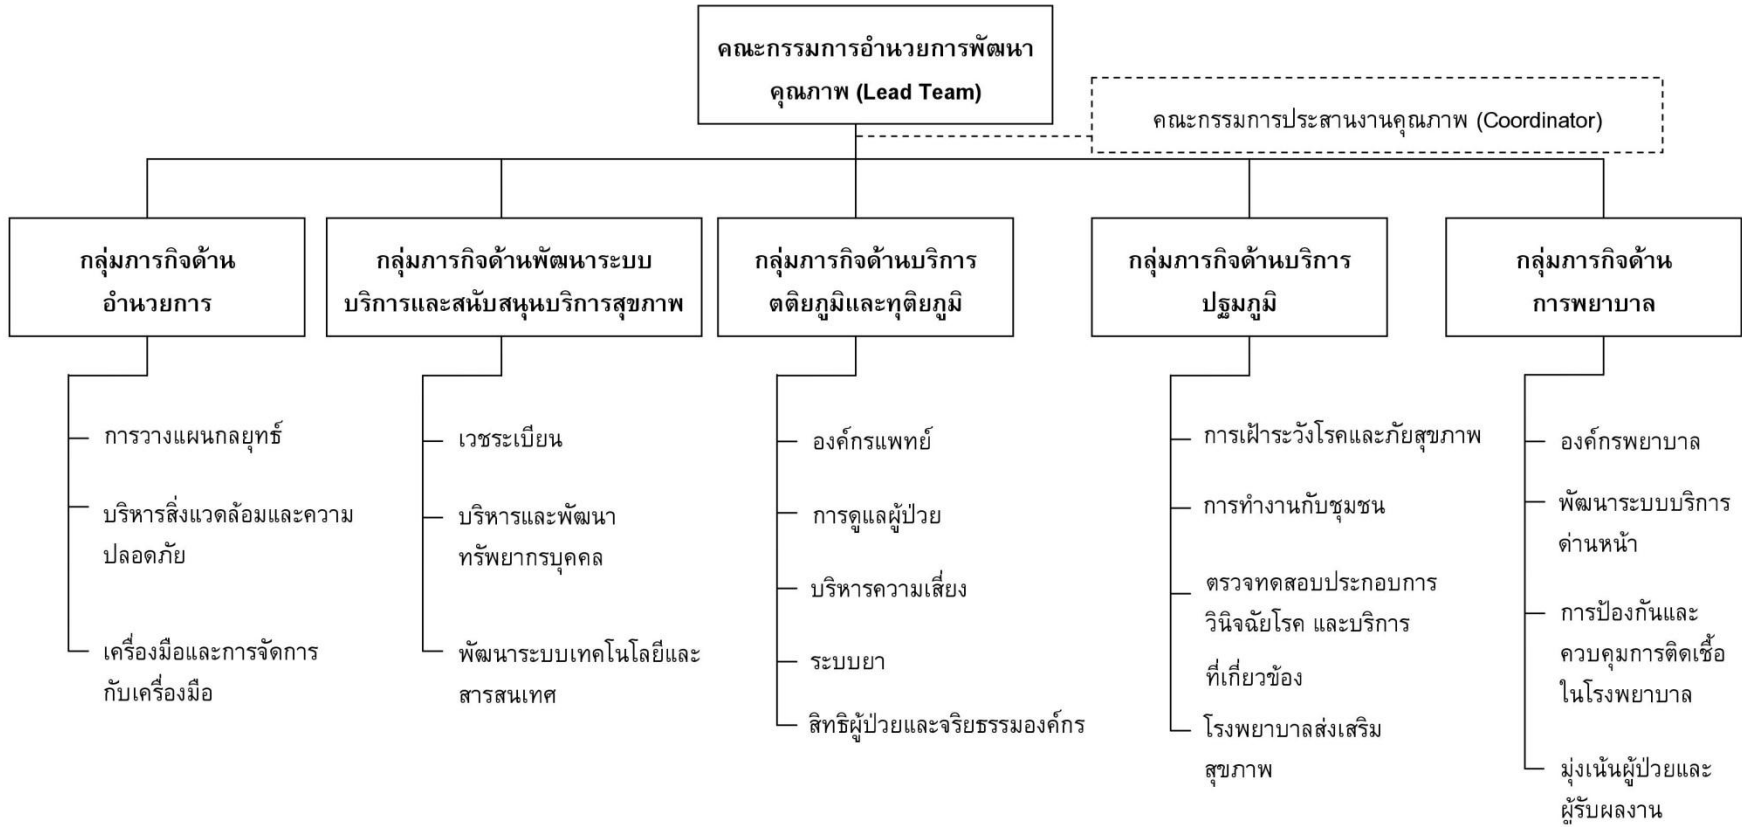 คณะกรรมการอำนวยการพัฒนา
คุณภาพ (Lead Team)
คณะกรรมการประสานงานคุณภาพ (Coordinator)
กลุ่มภารกิจด้าน
อำนวยการ
การวางแผนกลยุทธ์
บริหารสิ่งแวดล้อมและความ
ปลอดภัย
เครื่องมือและการจัดการ
กับเครื่องมือ
กลุ่มภารกิจด้านพัฒนาระบบ
บริการและสนับสนุนบริการสุขภาพ
เวชระเบียน
บริหารและพัฒนา
ทรัพยากรบุคคล
พัฒนาระบบเทคโนโลยีและ
สารสนเทศ
กลุ่มภารกิจด้านบริการ
ตติยภูมิและทุติยภูมิ
องค์กรแพทย์
การดูแลผู้ป่วย
บริหารความเสี่ยง
ระบบยา
สิทธิผู้ป่วยและจริยธรรมองค์กร
กลุ่มภารกิจด้านบริการ
ปฐมภูมิ
การเฝ้าระวังโรคและภัยสุขภาพ
การทำงานกับชุมชน
ตรวจทดสอบประกอบการ
วินิจฉัยโรค และบริการ
ที่เกี่ยวข้อง
โรงพยาบาลส่งเสริม
สุขภาพ
กลุ่มภารกิจด้าน
การพยาบาล
องค์กรพยาบาล
พัฒนาระบบบริการ
ด่านหน้า
การป้องกันและ
ควบคุมการติดเชื้อ
ในโรงพยาบาล
มุ่งเน้นผู้ป่วยและ
ผู้รับผลงาน